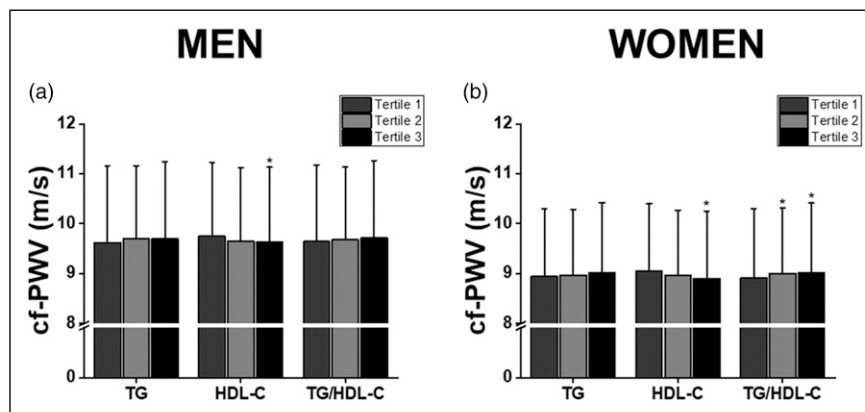 MEN
WOMEN
(a)
Tertile 1
Tertile 2
Tertile 3
12
11
10
9
8
0
cf-PWV (m/s)
*
TG
HDL-C
TG/HDL-C
(b)
Tertile 1
Tertile 2
Tertile 3
12
11
10
9
8
0
cf-PWV (m/s)
*
*
*
TG
HDL-C
TG/HDL-C